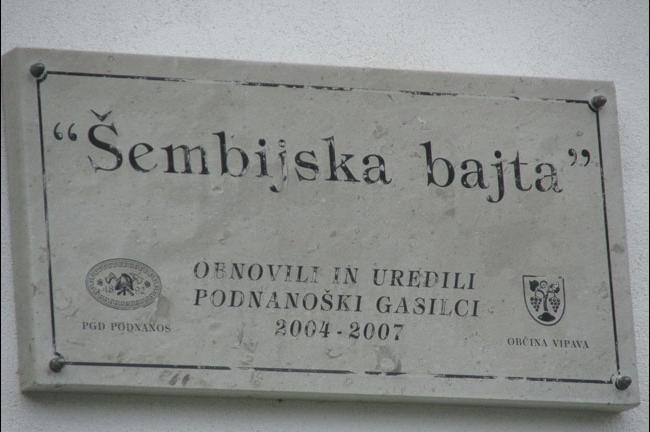 “Šembijska bajta”
OBNOVILI IN UREDILI
PODNANOŠKI GASILCI
2004 - 2007
PGD PODNANOS
OBČINA VIPAVA